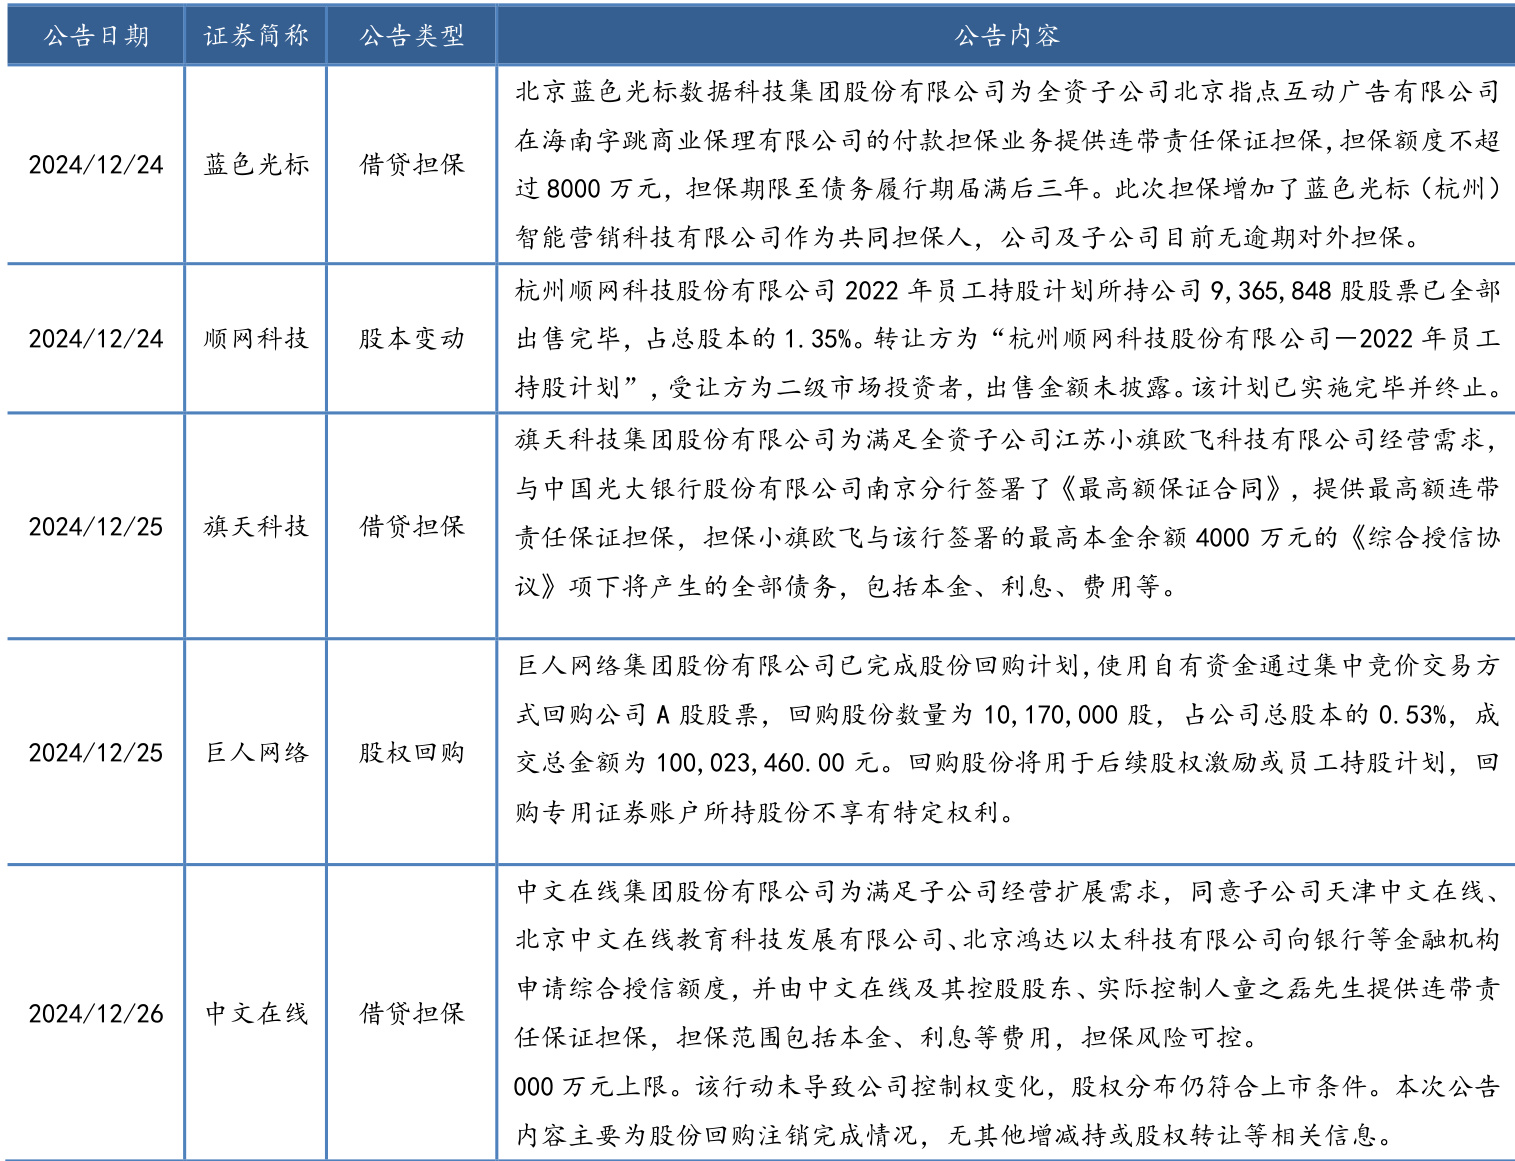 公告日期 证券简称 公告类型 公告内容
北京蓝色光标数据科技集团股份有限公司为全资子公司北京指点互动广告有限公司
在海南字跳商业保理有限公司的付款担保业务提供连带责任保证担保，担保额度不超
2024/12/24 蓝色光标 借贷担保
过 8000 万元，担保期限至债务履行期届满后三年。此次担保增加了蓝色光标（杭州）
智能营销科技有限公司作为共同担保人，公司及子公司目前无逾期对外担保。
杭州顺网科技股份有限公司 2022 年员工持股计划所持公司 9,365,848 股股票已全部
2024/12/24 顺网科技 股本变动 出售完毕，占总股本的 1.35%。转让方为“杭州顺网科技股份有限公司－2022 年员工
持股计划”，受让方为二级市场投资者，出售金额未披露。该计划已实施完毕并终止。
旗天科技集团股份有限公司为满足全资子公司江苏小旗欧飞科技有限公司经营需求，
与中国光大银行股份有限公司南京分行签署了《最高额保证合同》，提供最高额连带
2024/12/25 旗天科技 借贷担保
责任保证担保，担保小旗欧飞与该行签署的最高本金余额 4000 万元的《综合授信协
议》项下将产生的全部债务，包括本金、利息、费用等。
巨人网络集团股份有限公司已完成股份回购计划，使用自有资金通过集中竞价交易方
式回购公司 A 股股票，回购股份数量为 10,170,000 股，占公司总股本的 0.53%，成
2024/12/25 巨人网络 股权回购
交总金额为 100,023,460.00 元。回购股份将用于后续股权激励或员工持股计划，回
购专用证券账户所持股份不享有特定权利。
中文在线集团股份有限公司为满足子公司经营扩展需求，同意子公司天津中文在线、
北京中文在线教育科技发展有限公司、北京鸿达以太科技有限公司向银行等金融机构
申请综合授信额度，并由中文在线及其控股股东、实际控制人童之磊先生提供连带责
2024/12/26 中文在线 借贷担保
任保证担保，担保范围包括本金、利息等费用，担保风险可控。
000 万元上限。该行动未导致公司控制权变化，股权分布仍符合上市条件。本次公告
内容主要为股份回购注销完成情况，无其他增减持或股权转让等相关信息。